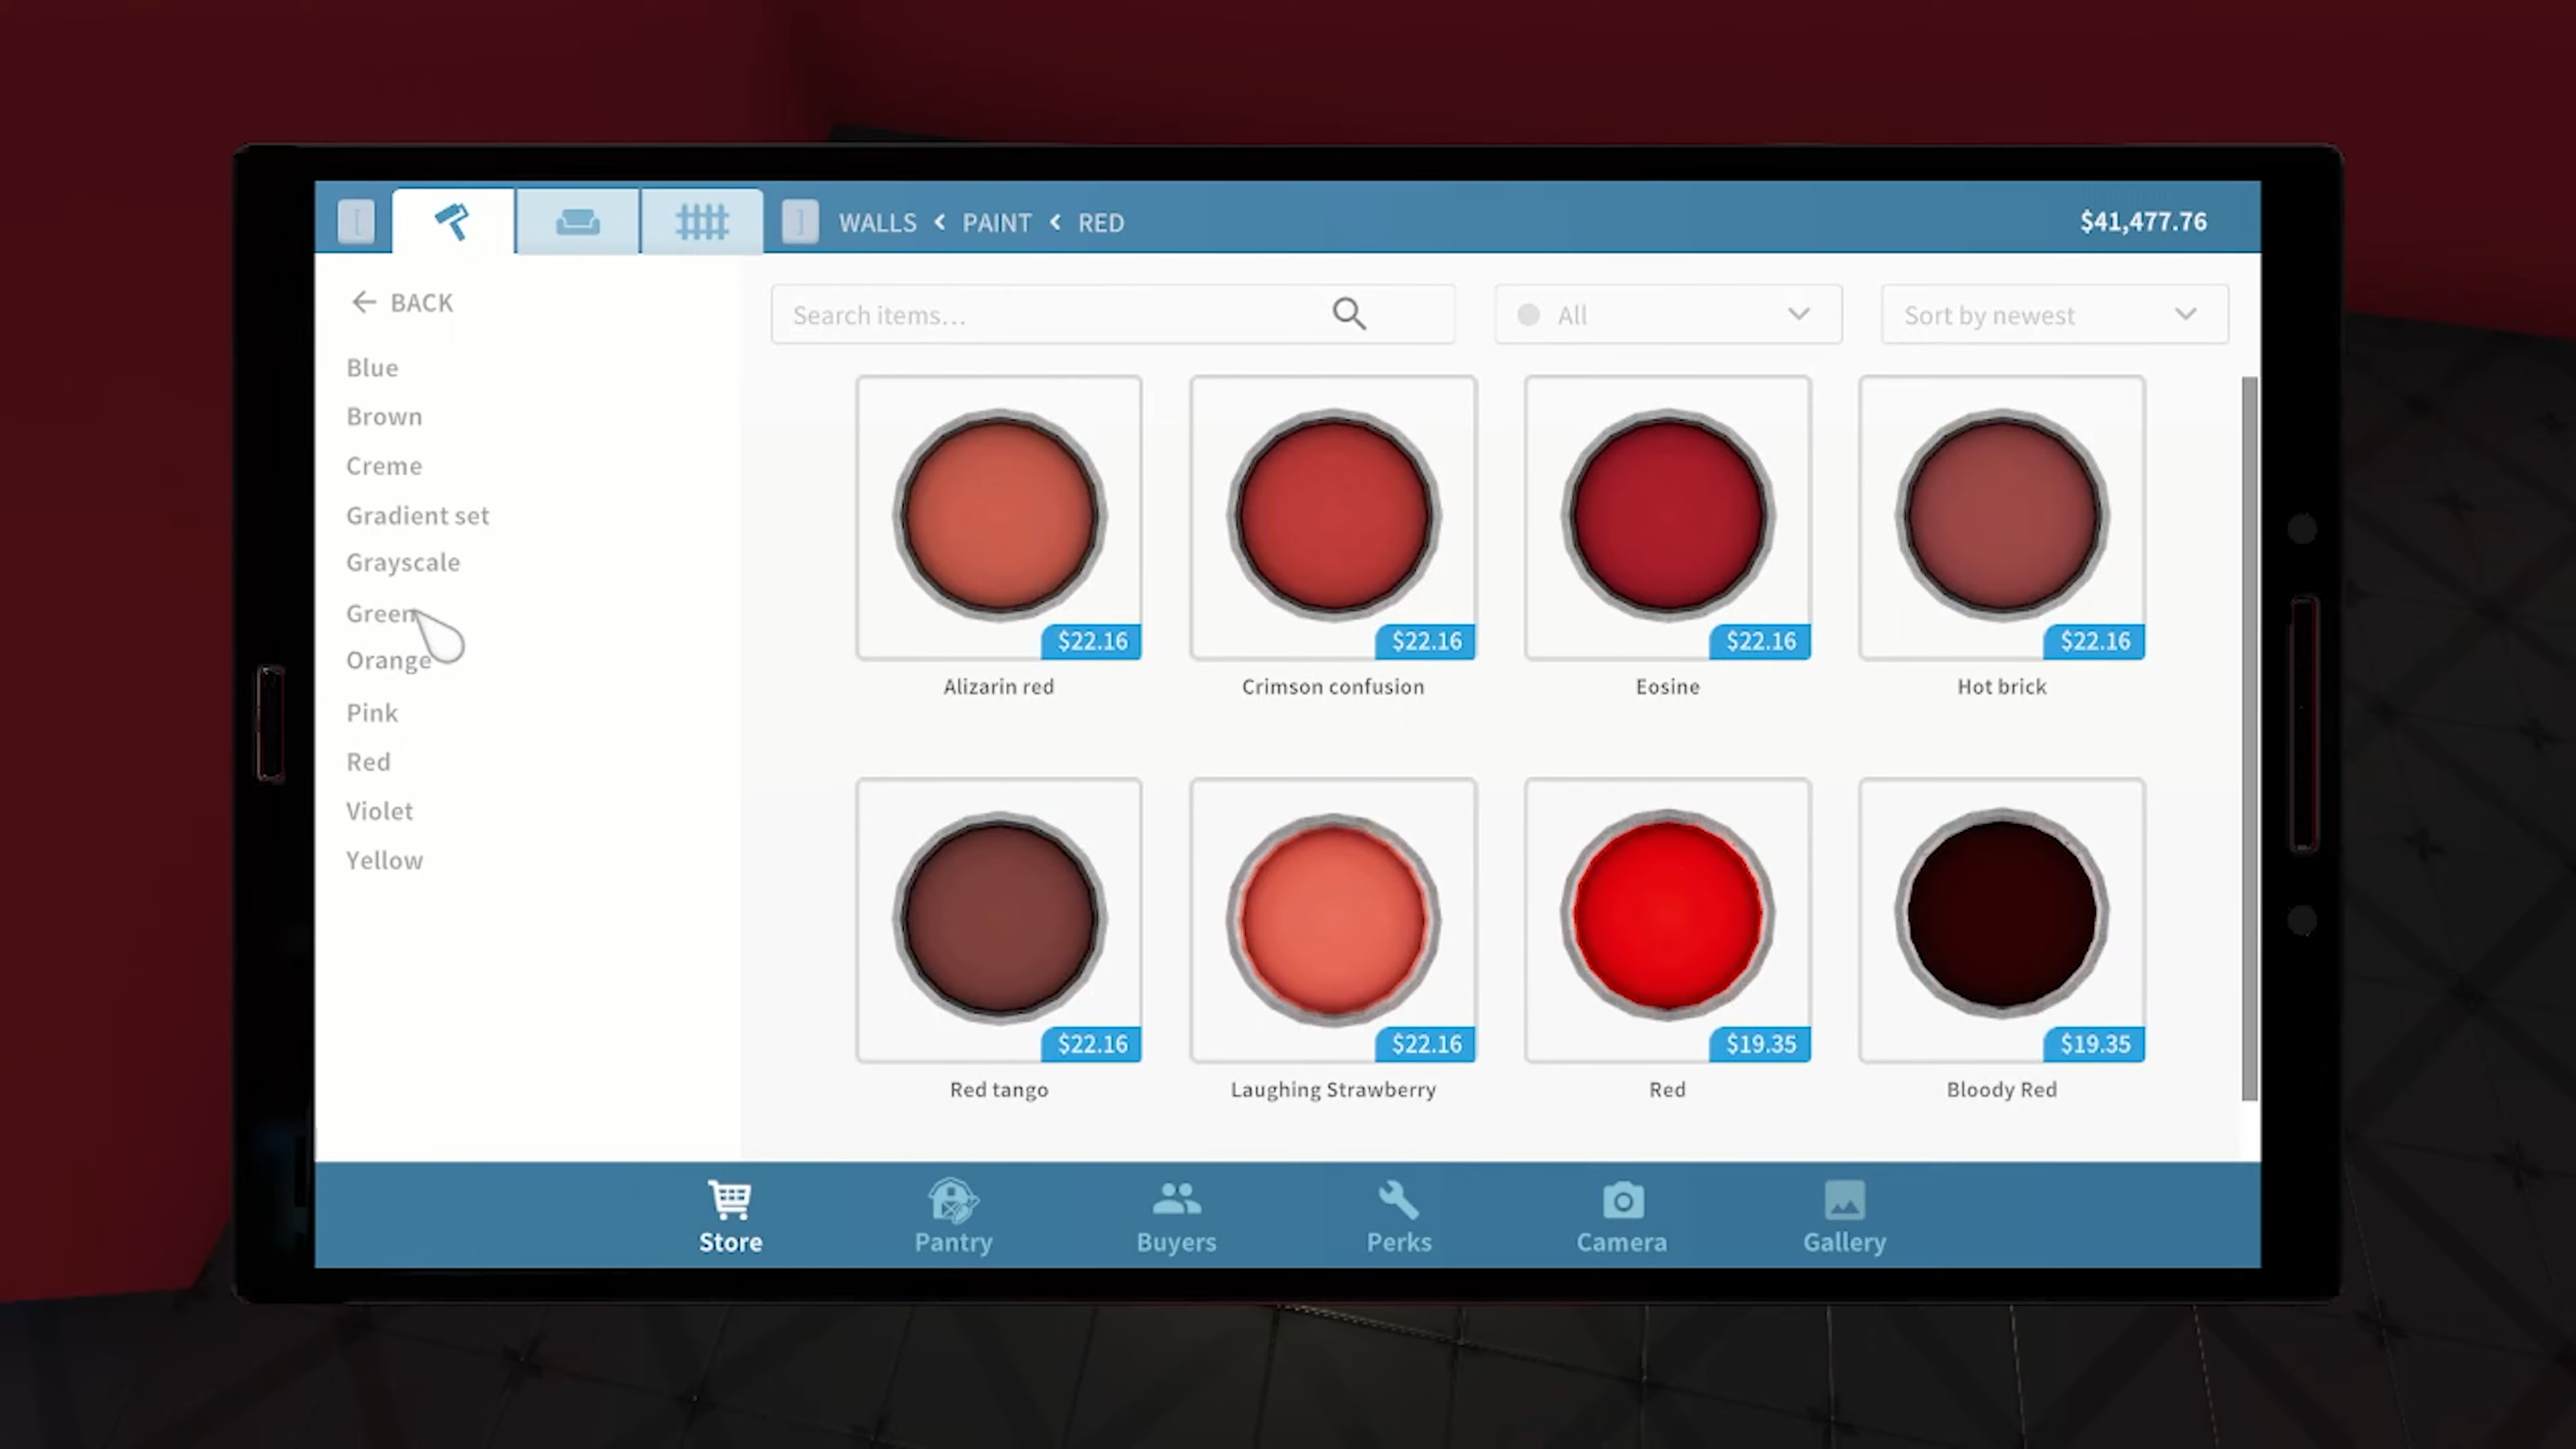 [
]
WALLS < PAINT < RED
$41,477.76
BACK
Blue
Brown
Creme
Gradient set
Grayscale
Green
Orange
Pink
Red
Violet
Yellow
Search items...
All
Sort by newest
$22.16
$22.16
$22.16
$22.16
Alizarin red
Crimson confusion
Eosine
Hot brick
$22.16
$22.16
$19.35
$19.35
Red tango
Laughing Strawberry
Red
Bloody Red
Store
Pantry
Buyers
Perks
Camera
Gallery